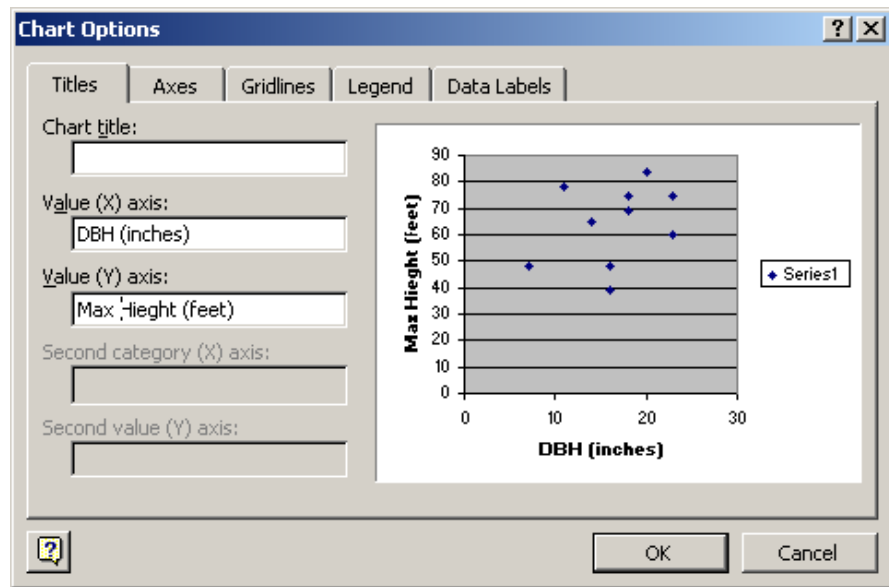 Chart Options
Titles
Axes
Gridlines
Legend
Data Labels
Chart title:
Value (X) axis:
DBH (inches)
Value (Y) axis:
Max Hieght (feet)
Second category (X) axis:
Second value (Y) axis:
Max Hieght (feet)
90
80
70
60
50
40
30
20
10
0
0 10 20 30
DBH (inches)
Series1
?
OK
Cancel